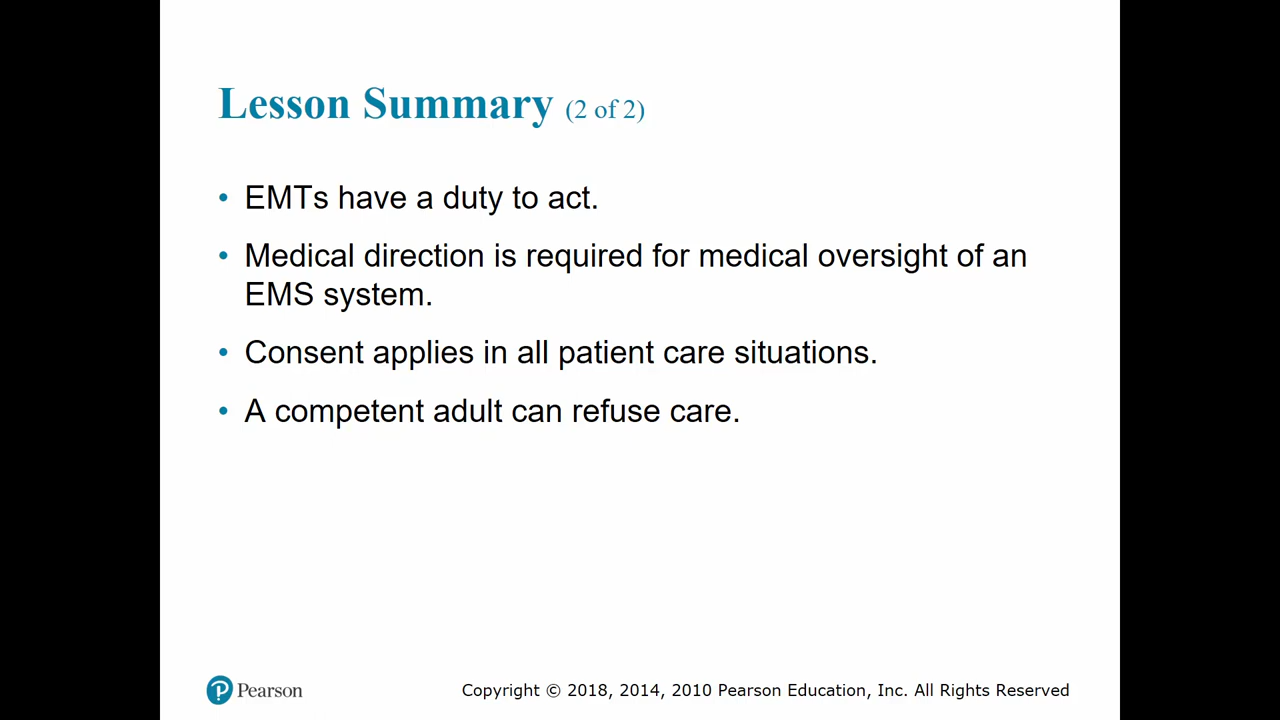 Lesson Summary (2 of 2)
• EMTs have a duty to act.
• Medical direction is required for medical oversight of an
EMS system.
• Consent applies in all patient care situations.
• A competent adult can refuse care.
Pearson
Copyright © 2018, 2014, 2010 Pearson Education, Inc. All Rights Reserved